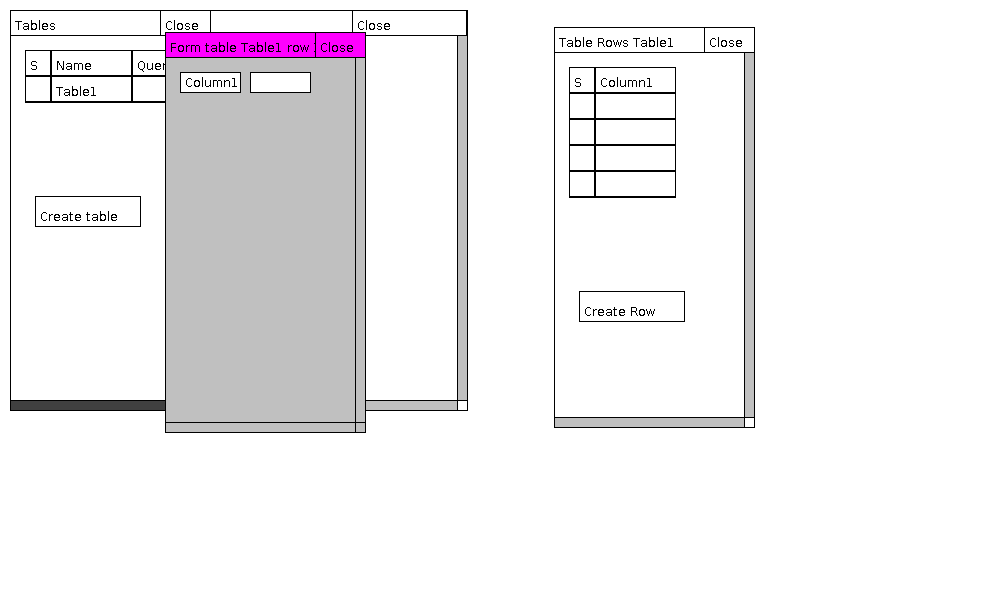 Tables
Close
Close
S
Name
Quer
Table1
Create table
Form table Table1 row
Close
Column1
Table Rows Table1
Close
S
Column1
Create Row